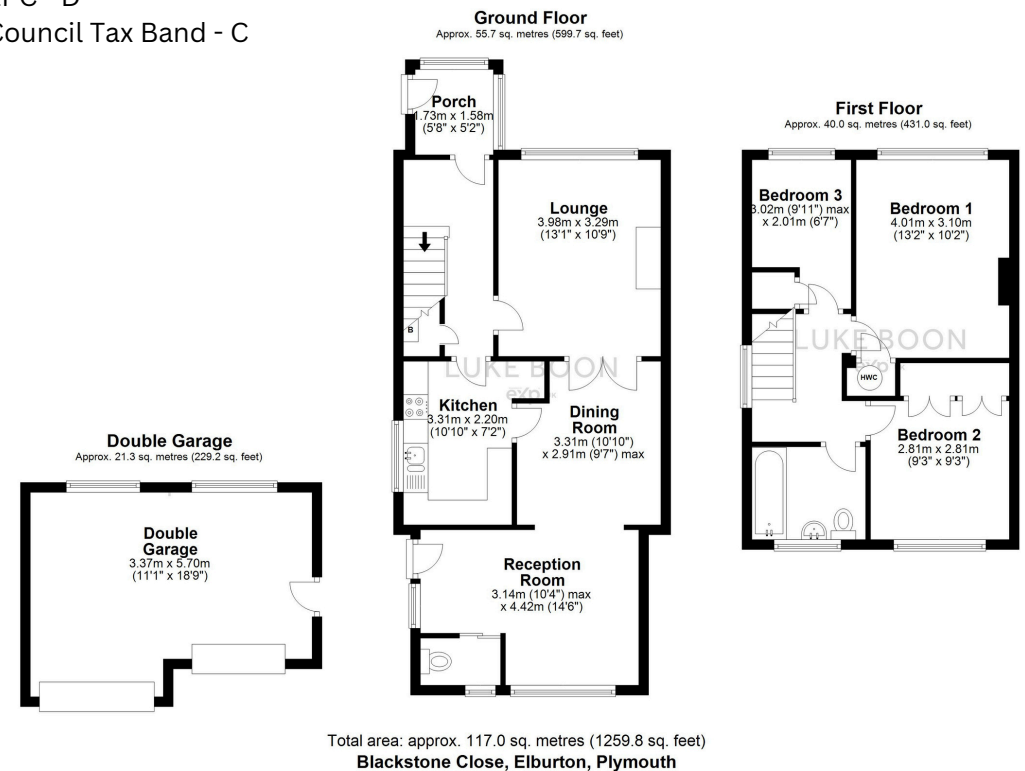 Council Tax Band - C
Ground Floor
Approx. 55.7 sq. metres (599.7 sq. feet)
Porch
1.73m x 1.58m
(5'8" x 5'2")
Lounge
3.98m x 3.29m
(13'1" x 10'9")
B
LUKE BOON
exp UK
Kitchen
3.31m x 2.20m
(10'10" x 7'2")
Dining
Room
3.31m (10'10")
x 2.91m (9'7") max
Reception
Room
3.14m (10'4") max
x 4.42m (14'6")
First Floor
Approx. 40.0 sq. metres (431.0 sq. feet)
Bedroom 3
3.02m (9'11") max
x 2.01m (6'7")
Bedroom 1
4.01m x 3.10m
(13'2" x 10'2")
LUKE BOON
exp
HWC
Bedroom 2
2.81m x 2.81m
(9'3" x 9'3")
Double Garage
Approx. 21.3 sq. metres (229.2 sq. feet)
Double
Garage
3.37m x 5.70m
(11'1" x 18'9")
Total area: approx. 117.0 sq. metres (1259.8 sq. feet)
Blackstone Close, Elburton, Plymouth